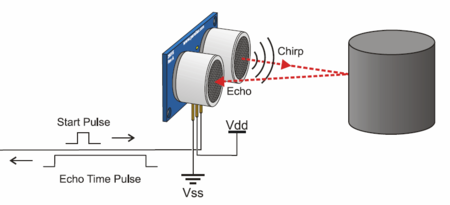 Chirp
Echo
Start Pulse
Vdd
Echo Time Pulse
Vss